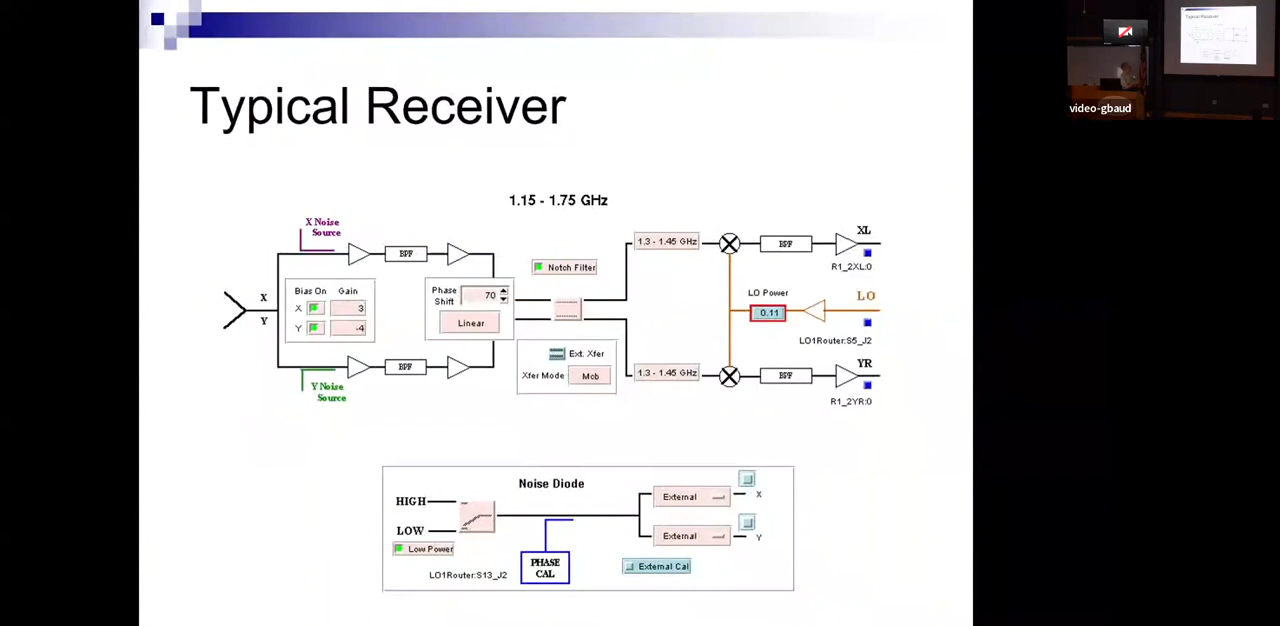 Typical Receiver
1.15 - 1.75 GHz
X Noise
Source
BPF
X
Y
Bias On Gain
X 3
Y -4
Phase
Shift
70
Linear
Notch Filter
Ext. Xfer
Xfer Mode Mcb
BPF
Y Noise
Source
1.3 - 1.45 GHz
1.3 - 1.45 GHz
BPF
XL
R1_2XL:0
LO Power
0.11
LO
LO1Router:S5_J2
BPF
YR
R1_2YR:0
Noise Diode
HIGH
LOW
Low Power
LO1Router:S13_J2
PHASE
CAL
External
X
External
Y
External Cal
Typical Receiver
video-gbaud